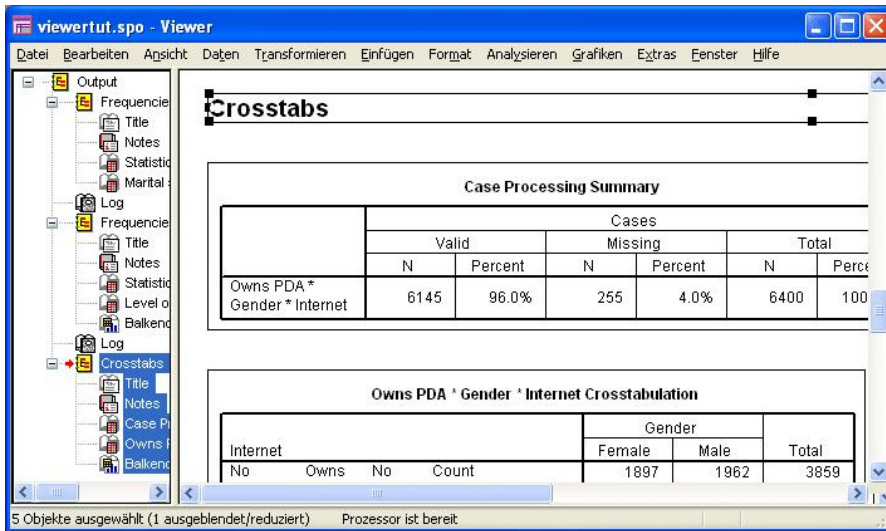 viewertut.spo - Viewer
Datei Bearbeiten Ansicht Daten Transformieren Einfügen Format Analysieren Grafiken Extras Fenster Hilfe
Output
Frequencie
Title
Notes
Statistic
Marital
Log
Frequencie
Title
Notes
Statistic
Level o
Balkend
Log
Crosstabs
Title
Notes
Case P
Owns
Balkend
Crosstabs
Case Processing Summary
Cases
Valid Missing Total
N Percent N Percent N Perce
Owns PDA * Gender * Internet 6145 96.0% 255 4.0% 6400 100
Owns PDA * Gender * Internet Crosstabulation
Gender
Internet Female Male Total
No Owns No Count 1897 1962 3859
5 Objekte ausgewählt (1 ausgeblendet/reduziert) Prozessor ist bereit